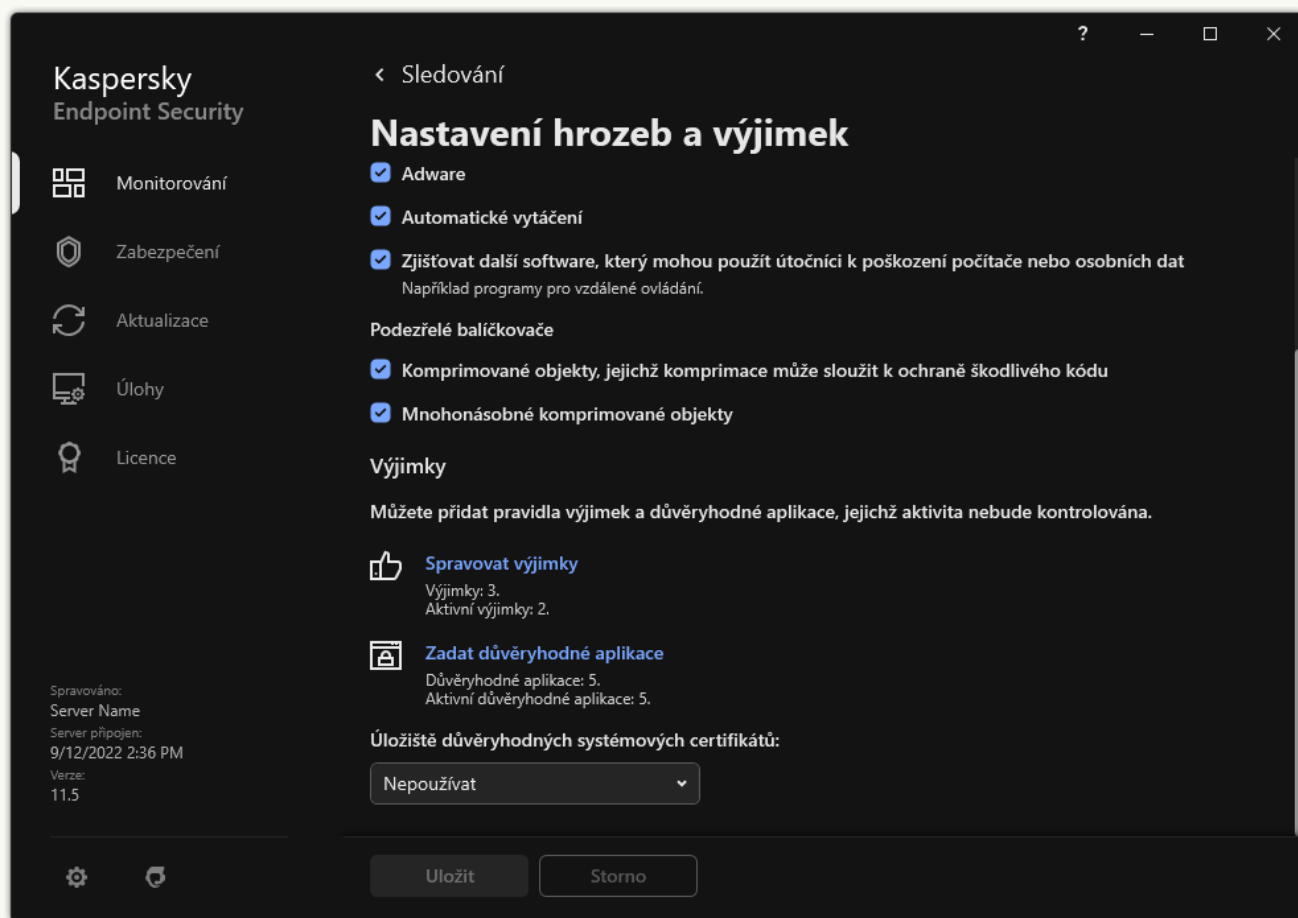 ?
Kaspersky
Endpoint Security
Monitorování
Zabezpečení
Aktualizace
Úlohy
Licence
Spravováno:
Server Name
Server připojen:
9/12/2022 2:36 PM
Verze:
11.5
Sledování
Nastavení hrozeb a výjimek
Adware
Automatické vytáčení
Zjišťovat další software, který mohou použít útočníci k poškození počítače nebo osobních dat
Například programy pro vzdálené ovládání.
Podezřelé balíčkovače
Komprimované objekty, jejichž komprimace může sloužit k ochraně škodlivého kódu
Mnohonásobné komprimované objekty
Výjimky
Můžete přidat pravidla výjimek a důvěryhodné aplikace, jejichž aktivita nebude kontrolována.
Spravovat výjimky
Výjimky: 3.
Aktivní výjimky: 2.
Zadat důvěryhodné aplikace
Důvěryhodné aplikace: 5.
Aktivní důvěryhodné aplikace: 5.
Úložiště důvěryhodných systémových certifikátů:
Nepoužívat
Uložit
Storno